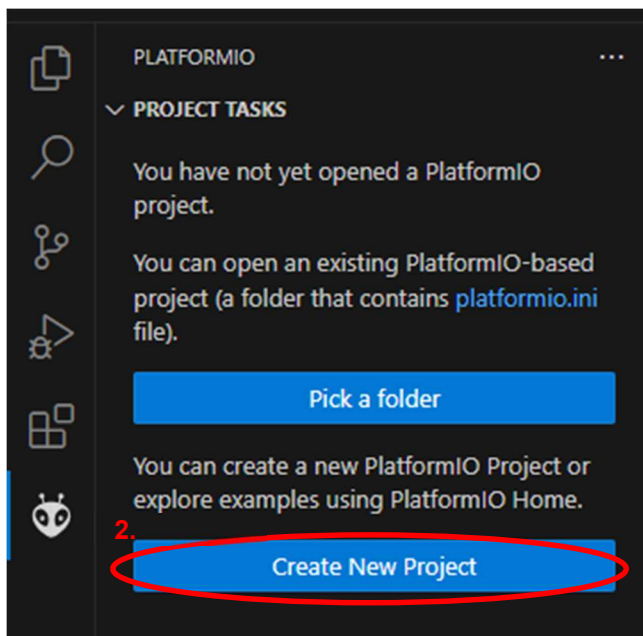 PLATFORMIO
PROJECT TASKS
You have not yet opened a PlatformIO
project.
You can open an existing PlatformIO-based
project (a folder that contains platformio.ini
file).
Pick a folder
You can create a new PlatformIO Project or
explore examples using PlatformIO Home.
2.
Create New Project